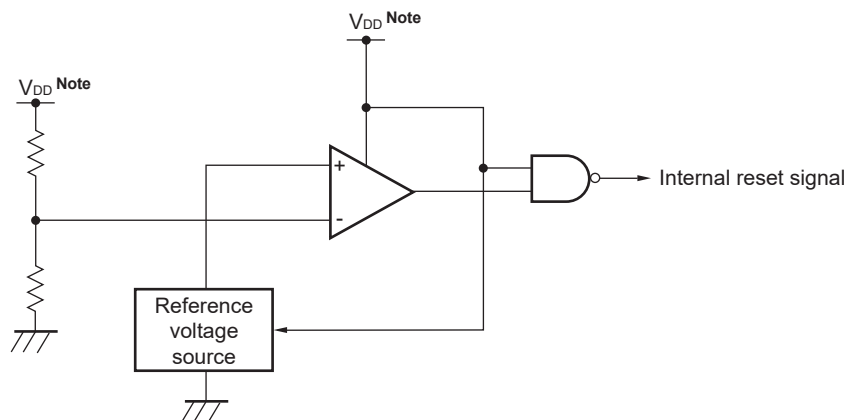 VDD Note
VDD Note
+
-
Internal reset signal
Reference
voltage
source